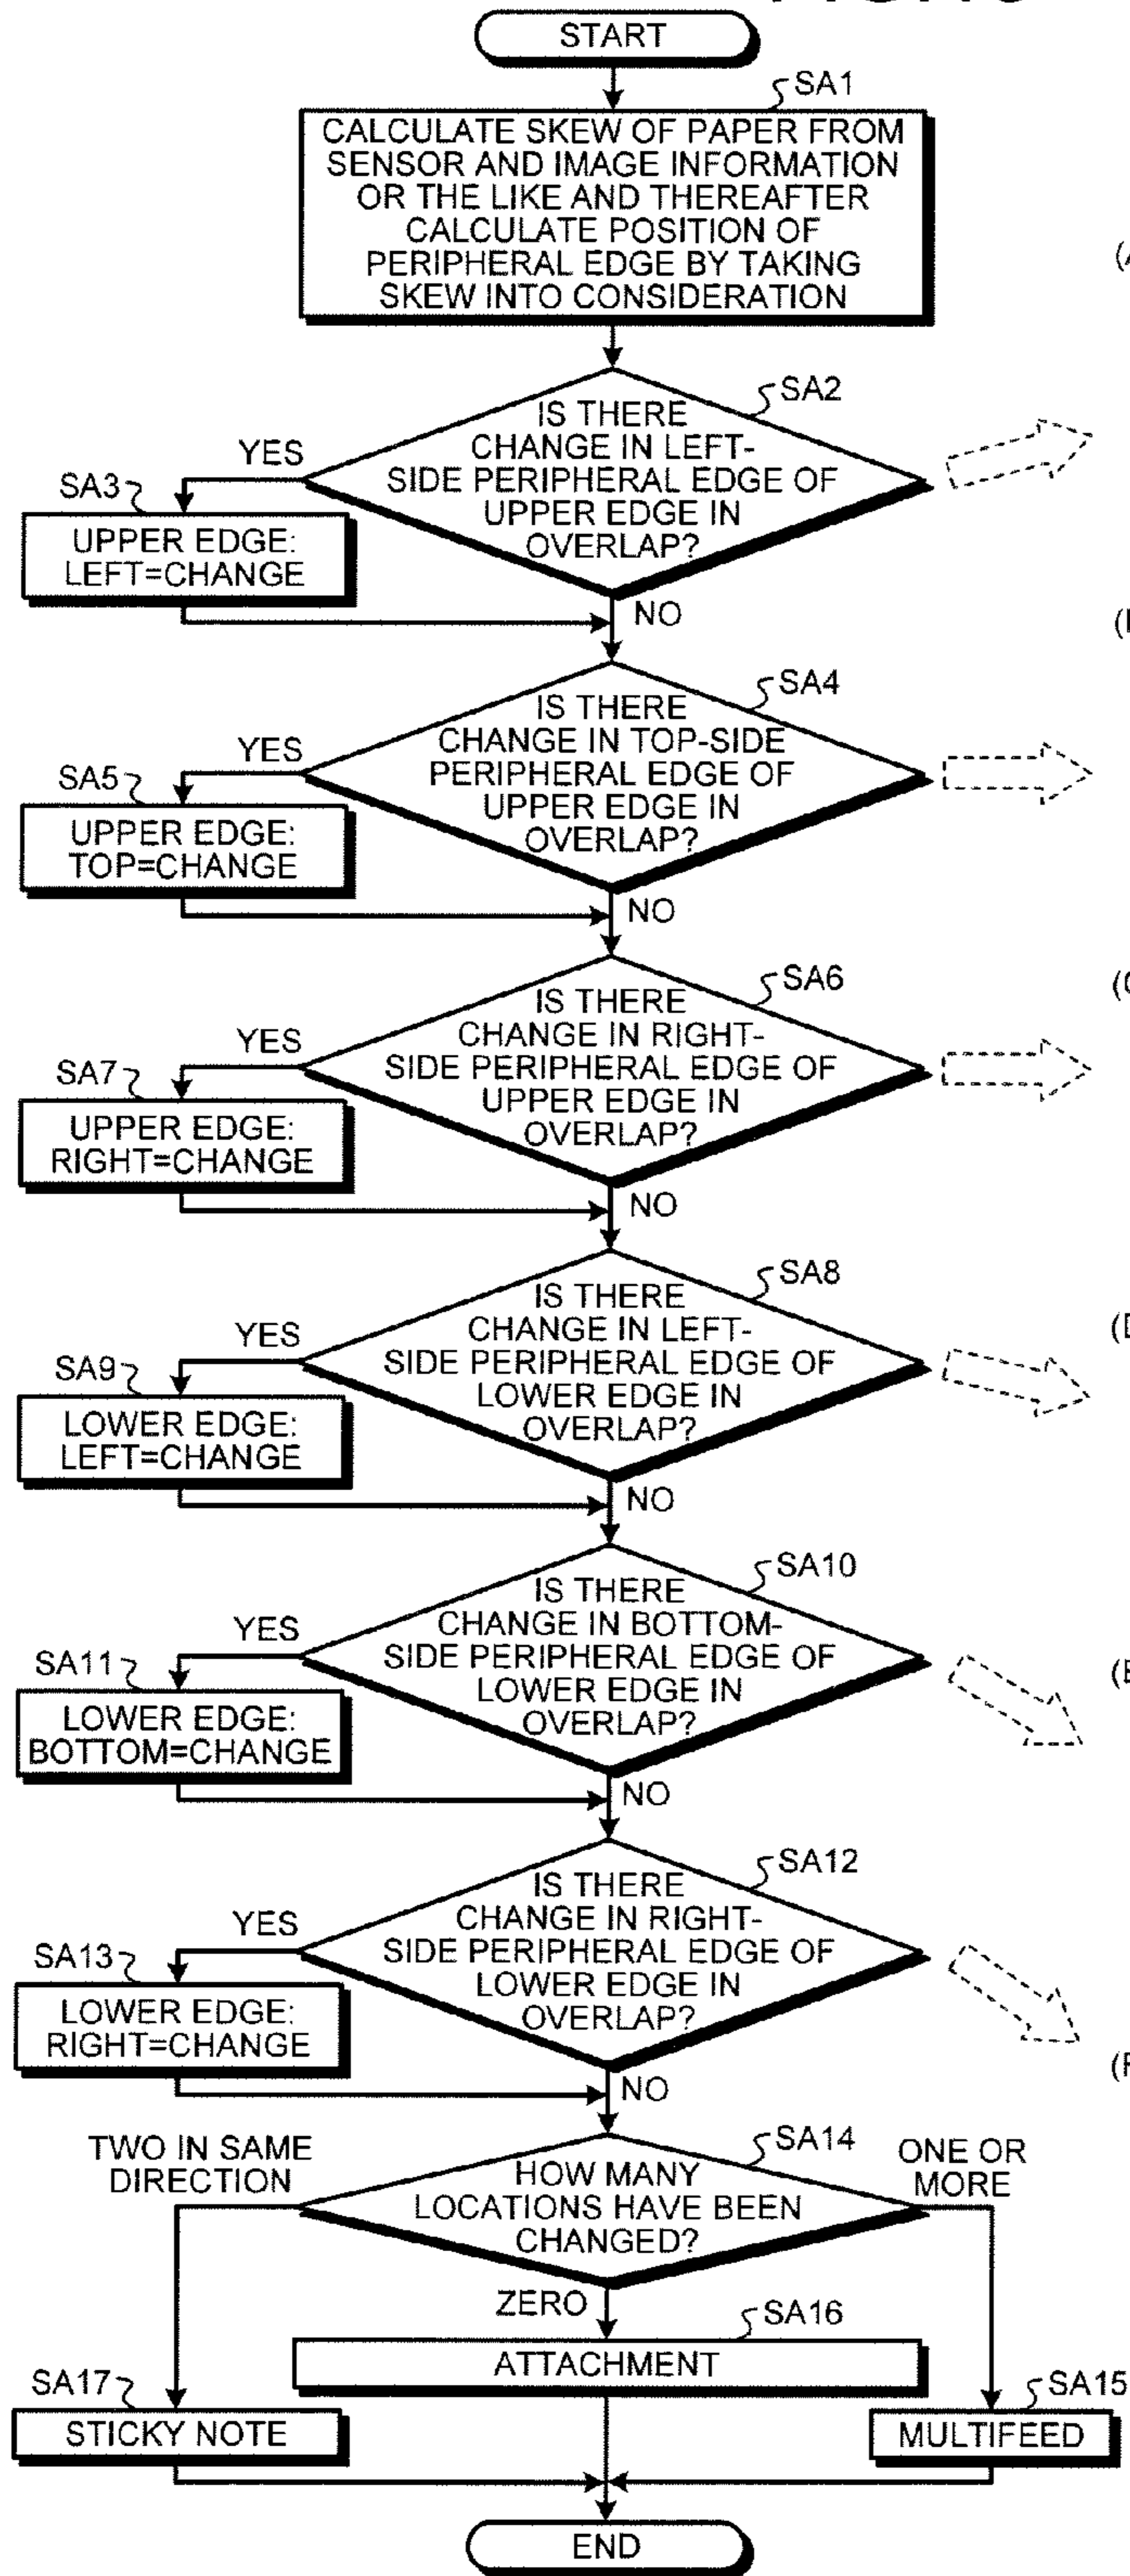 START
SA1
CALCULATE SKEW OF PAPER FROM
SENSOR AND IMAGE INFORMATION
OR THE LIKE AND THEREAFTER
CALCULATE POSITION OF
PERIPHERAL EDGE BY TAKING
SKEW INTO CONSIDERATION
SA2
IS THERE
CHANGE IN LEFT-
SIDE PERIPHERAL EDGE OF
UPPER EDGE IN
OVERLAP?
YES
SA3
UPPER EDGE:
LEFT=CHANGE
NO
SA4
IS THERE
CHANGE IN TOP-SIDE
PERIPHERAL EDGE OF
UPPER EDGE IN
OVERLAP?
YES
SA5
UPPER EDGE:
TOP=CHANGE
NO
SA6
IS THERE
CHANGE IN RIGHT-
SIDE PERIPHERAL EDGE OF
UPPER EDGE IN
OVERLAP?
YES
SA7
UPPER EDGE:
RIGHT=CHANGE
NO
SA8
IS THERE
CHANGE IN LEFT-
SIDE PERIPHERAL EDGE OF
LOWER EDGE IN
OVERLAP?
YES
SA9
LOWER EDGE:
LEFT=CHANGE
NO
SA10
IS THERE
CHANGE IN BOTTOM-
SIDE PERIPHERAL EDGE OF
LOWER EDGE IN
OVERLAP?
YES
SA11
LOWER EDGE:
BOTTOM=CHANGE
NO
SA12
IS THERE
CHANGE IN RIGHT-
SIDE PERIPHERAL EDGE OF
LOWER EDGE IN
OVERLAP?
YES
SA13
LOWER EDGE:
RIGHT=CHANGE
NO
SA14
HOW MANY
LOCATIONS HAVE BEEN
CHANGED?
TWO IN SAME
DIRECTION
ONE OR
MORE
ZERO
SA16
ATTACHMENT
SA17
STICKY NOTE
SA15
MULTIFEED
END